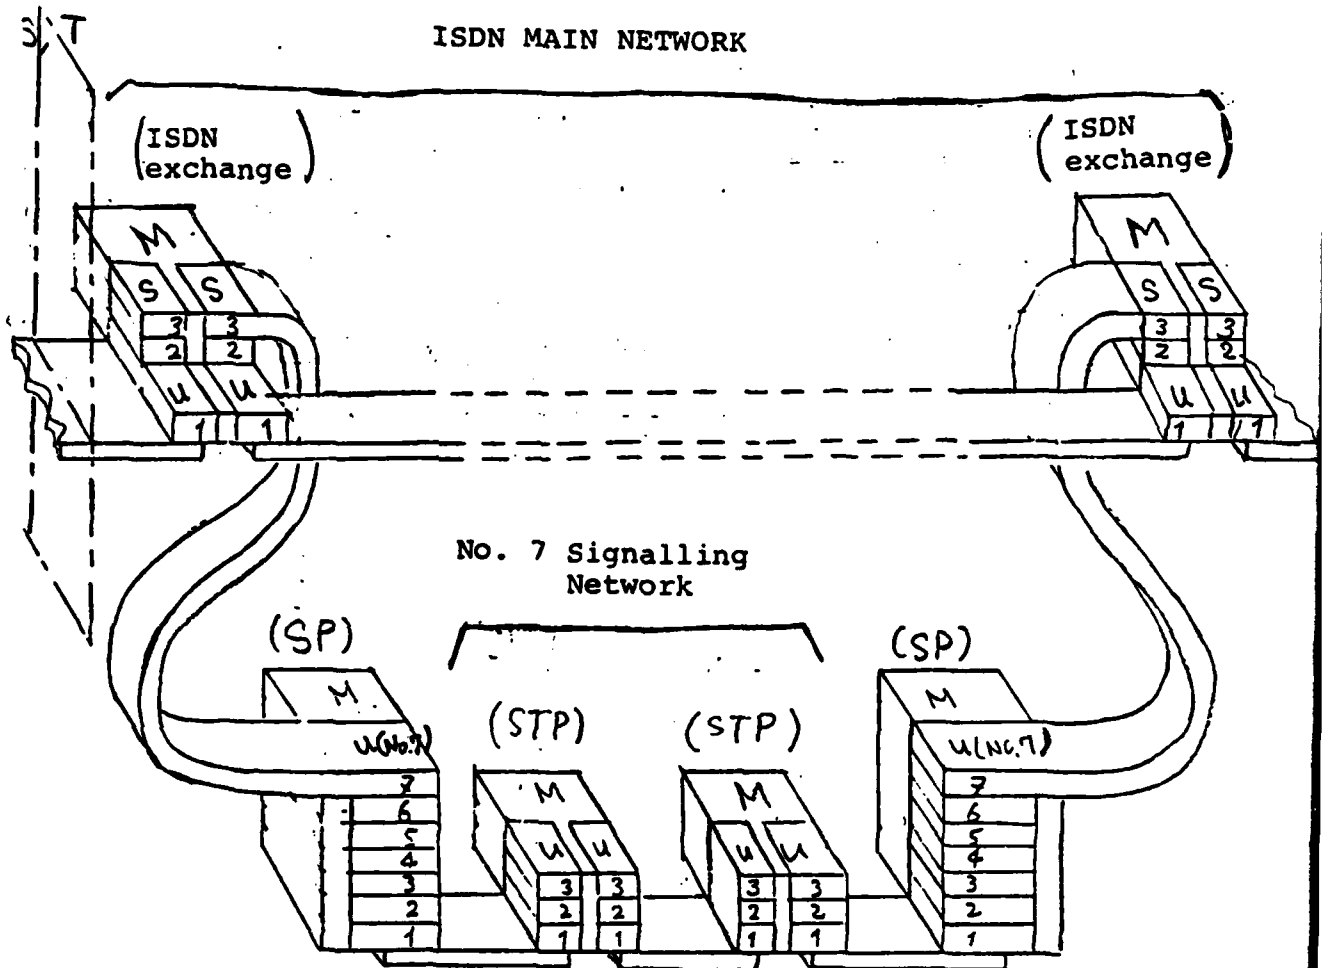 S T
ISDN MAIN NETWORK
(ISDN
exchange)
(ISDN
exchange)
M
S S
3 3
2 2
U U
1 1
M
S S
3 3
2 2
U U
1 1
No. 7 Signalling
Network
(SP)
M
U(No.7)
7
6
5
4
3
2
1
(STP)
M
U U
3 3
2 2
1 1
(STP)
M
U U
3 3
2 2
1 1
(SP)
M
U(No.7)
7
6
5
4
3
2
1